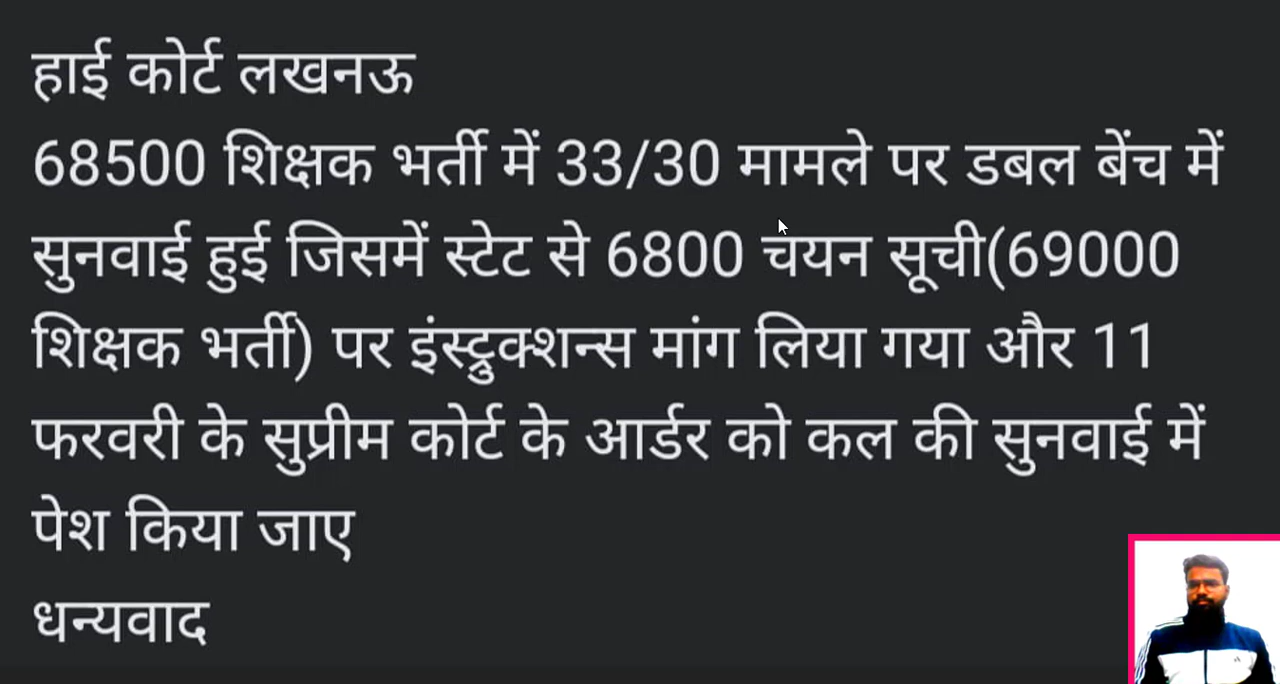 हाई कोर्ट लखनऊ
68500 शिक्षक भर्ती में 33/30 मामले पर डबल बेंच में
सुनवाई हुई जिसमें स्टेट से 6800 चयन सूची(69000
शिक्षक भर्ती) पर इंस्ट्रुक्शन्स मांग लिया गया और 11
फरवरी के सुप्रीम कोर्ट के आर्डर को कल की सुनवाई में
पेश किया जाए
धन्यवाद